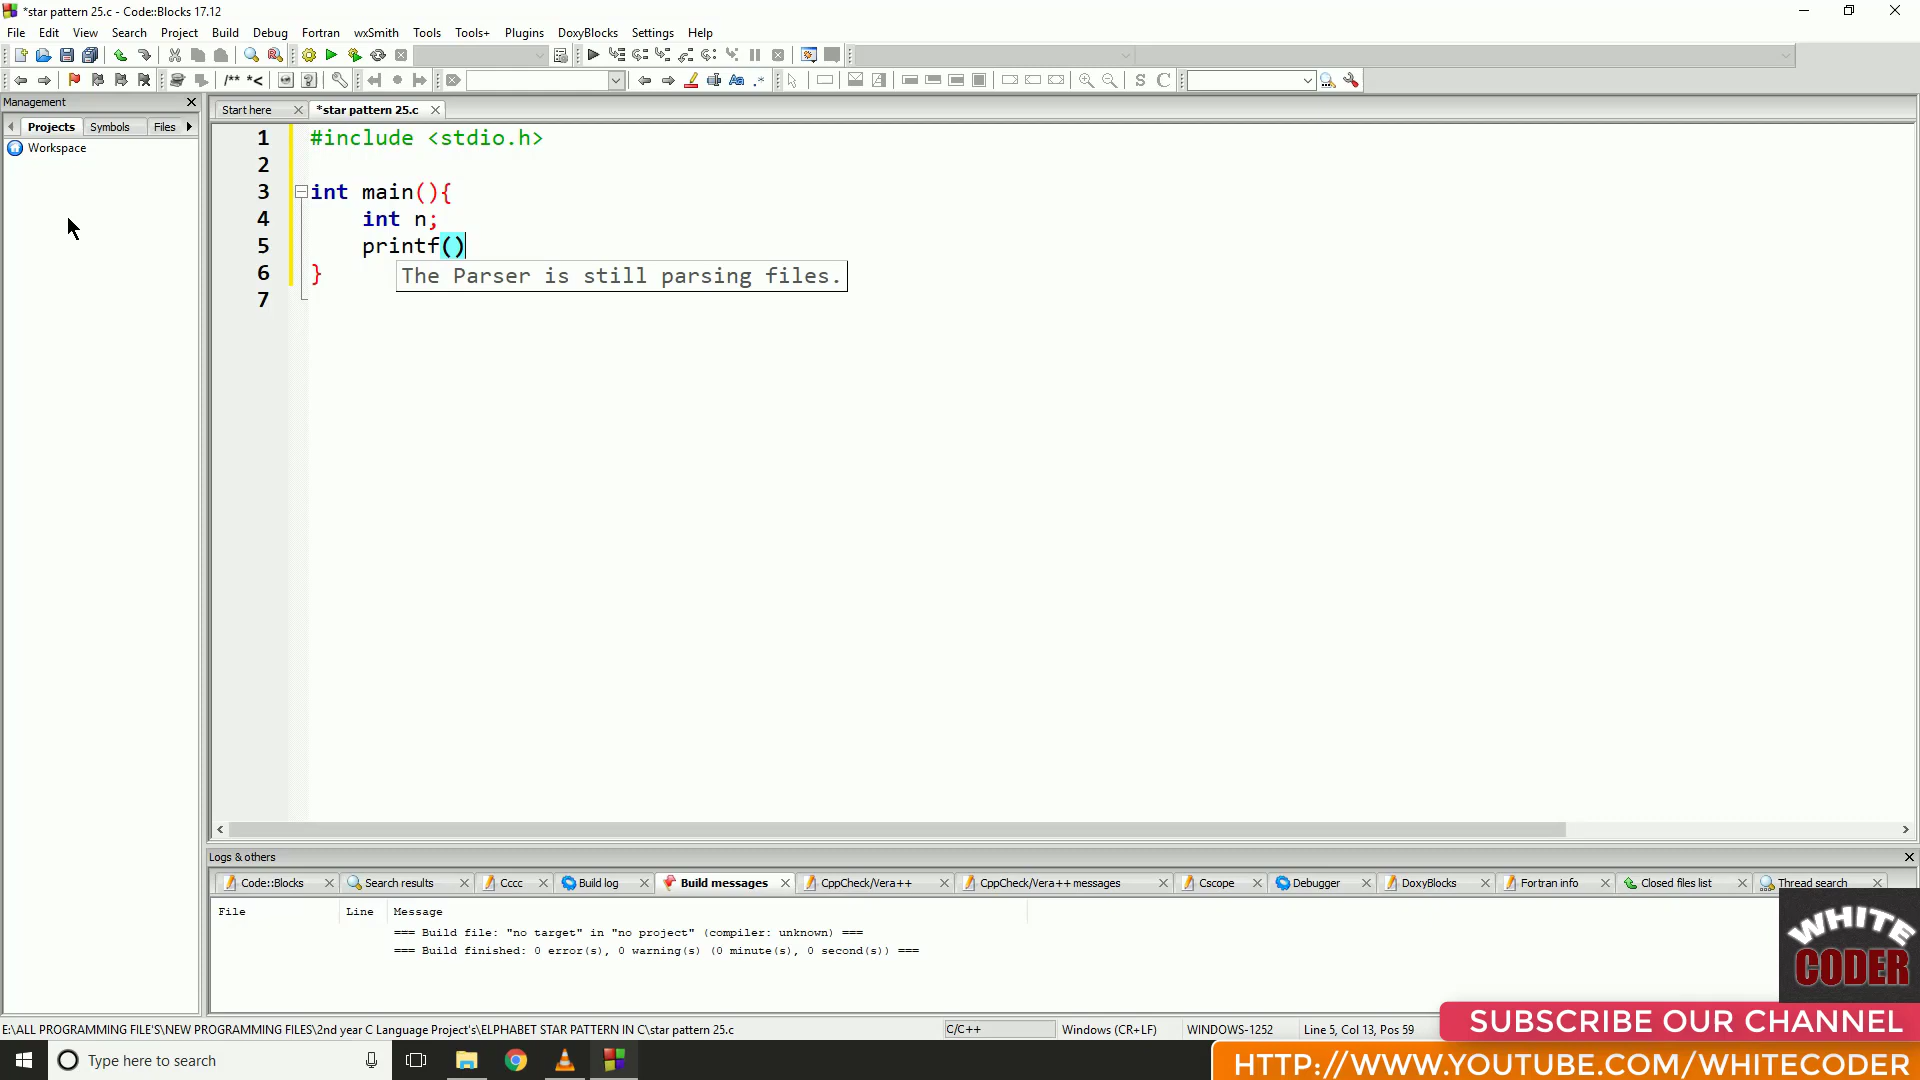 *star pattern 25.c - Code::Blocks 17.12
File Edit View Search Project Build Debug Fortran wxSmith Tools Tools+ Plugins DoxyBlocks Settings Help
/** *<
Aa .* S C
Management
Start here *star pattern 25.c
Projects Symbols Files
Workspace
1 #include <stdio.h>
2
3 int main(){
4 int n;
5 printf()
6 }
The Parser is still parsing files.
7
Logs & others
Code::Blocks Search results Cccc Build log Build messages CppCheck/Vera++ CppCheck/Vera++ messages Cscope Debugger DoxyBlocks Fortran info Closed files list Thread search
File Line Message
=== Build file: "no target" in "no project" (compiler: unknown) ===
=== Build finished: 0 error(s), 0 warning(s) (0 minute(s), 0 second(s)) ===
WHITE
CODER
E:\ALL PROGRAMMING FILE'S\NEW PROGRAMMING FILES\2nd year C Language Project's\ELPHABET STAR PATTERN IN C\star pattern 25.c C/C++ Windows (CR+LF) WINDOWS-1252 Line 5, Col 13, Pos 59
SUBSCRIBE OUR CHANNEL
Type here to search
HTTP://WWW.YOUTUBE.COM/WHITECODER